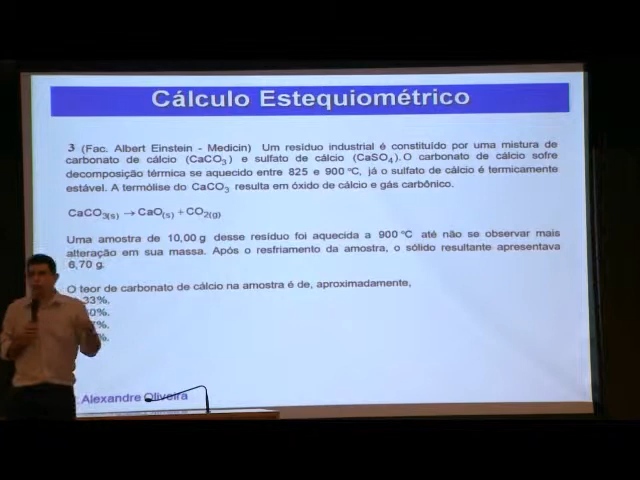 Cálculo Estequiométrico
3 (Fac. Albert Einstein - Medicin) Um resíduo industrial é constituído por uma mistura de
carbonato de cálcio (CaCO₃) e sulfato de cálcio (CaSO₄). O carbonato de cálcio sofre
decomposição térmica se aquecido entre 825 e 900 °C, já o sulfato de cálcio é termicamente
estável. A termólise do CaCO₃ resulta em óxido de cálcio e gás carbônico.
CaCO₃(s) → CaO(s) + CO₂(g)
Uma amostra de 10,00 g desse resíduo foi aquecida a 900 °C até não se observar mais
alteração em sua massa. Após o resfriamento da amostra, o sólido resultante apresentava
6,70 g.
O teor de carbonato de cálcio na amostra é de, aproximadamente,
33%.
%.
%.
%.
Alexandre Oliveira